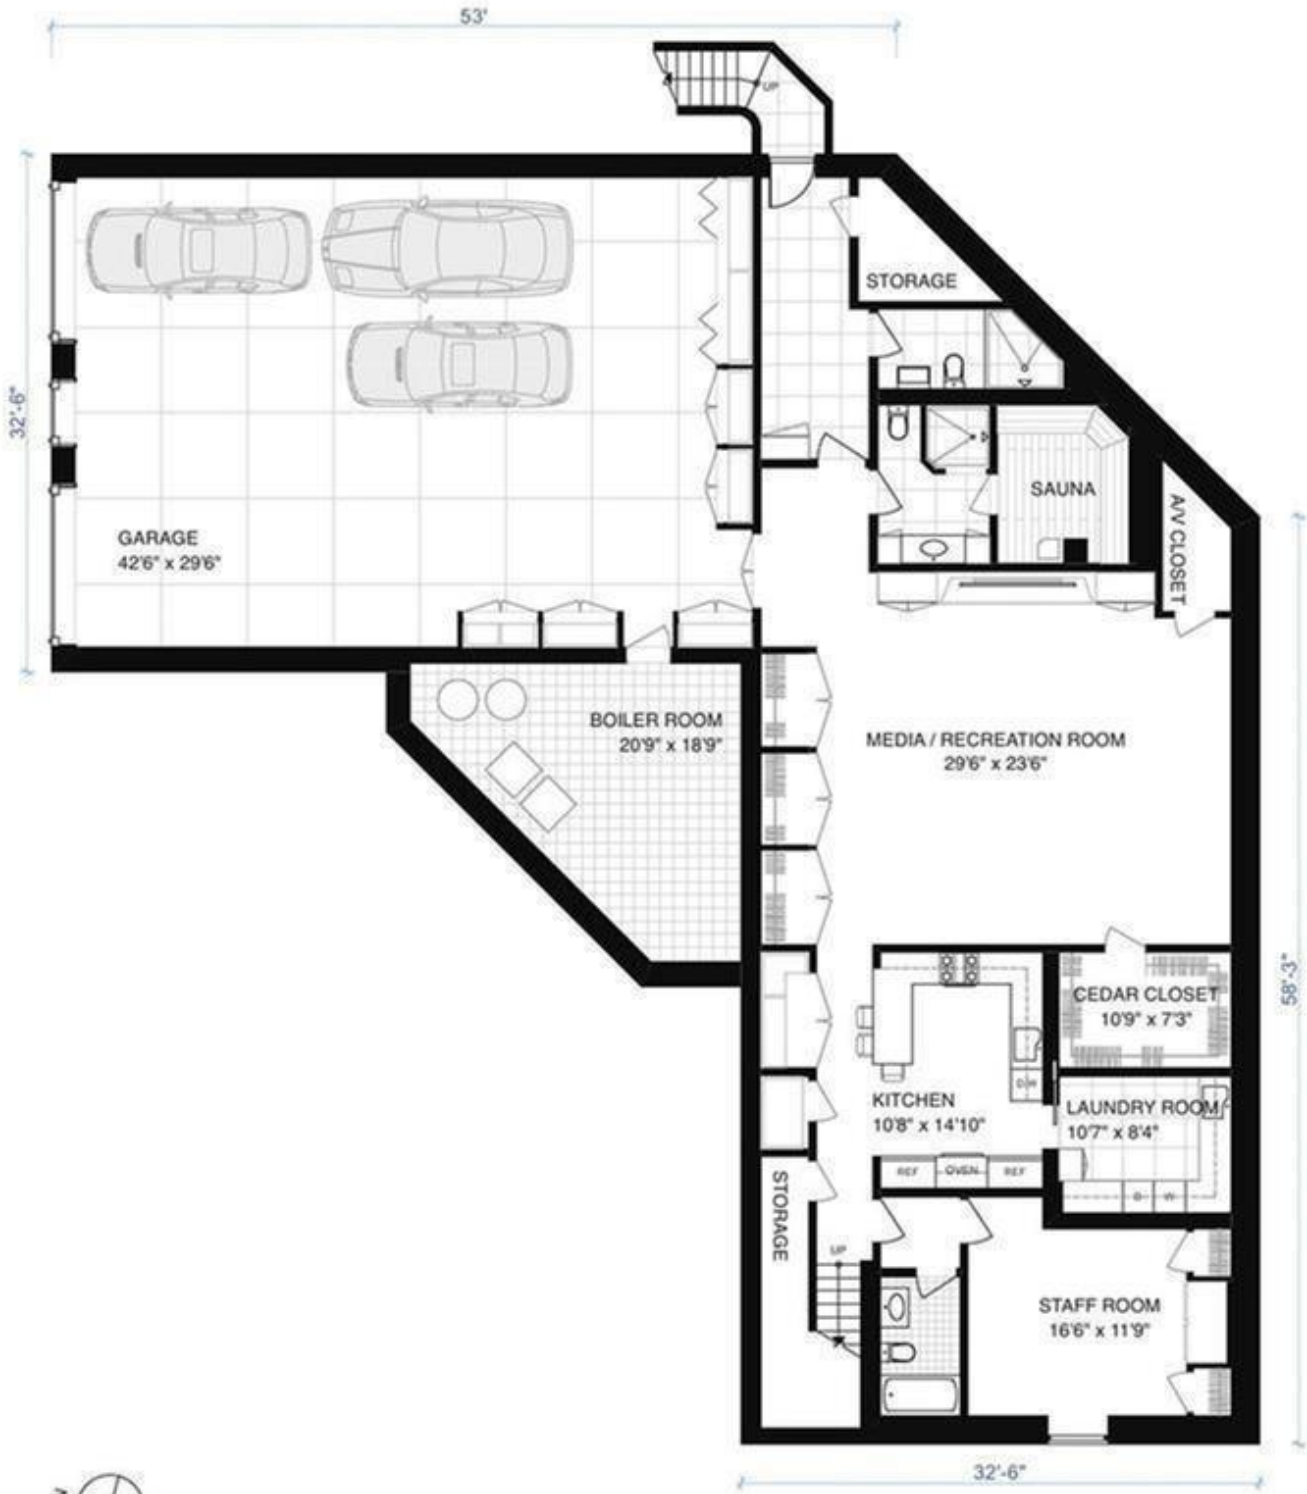 53'
UP
32'-6"
STORAGE
SAUNA
A/V CLOSET
GARAGE
42'6" x 29'6"
BOILER ROOM
20'9" x 18'9"
MEDIA / RECREATION ROOM
29'6" x 23'6"
58'-3"
CEDAR CLOSET
10'9" x 7'3"
D/W
KITCHEN
10'8" x 14'10"
LAUNDRY ROOM
10'7" x 8'4"
REF
OVEN
REF
D
W
STORAGE
UP
STAFF ROOM
16'6" x 11'9"
32'-6"